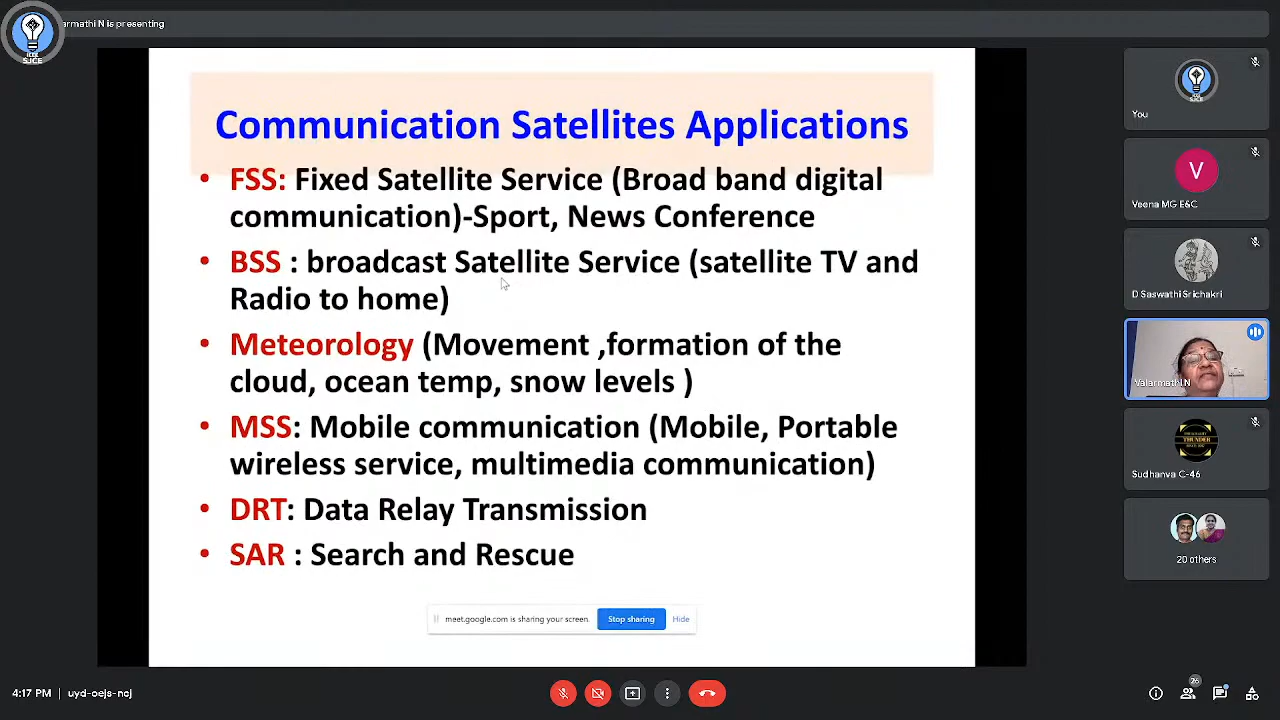 armathi N is presenting
SJCE
Communication Satellites Applications
• FSS: Fixed Satellite Service (Broad band digital
communication)-Sport, News Conference
• BSS : broadcast Satellite Service (satellite TV and
Radio to home)
• Meteorology (Movement ,formation of the
cloud, ocean temp, snow levels )
• MSS: Mobile communication (Mobile, Portable
wireless service, multimedia communication)
• DRT: Data Relay Transmission
• SAR : Search and Rescue
meet.google.com is sharing your screen. Stop sharing Hide
You
V
Veena MG E&C
D Saswathi Srichakri
Valarmathi N
THUNDER
Sudhanva C-46
20 others
4:17 PM | uyd-oejs-ncj
26